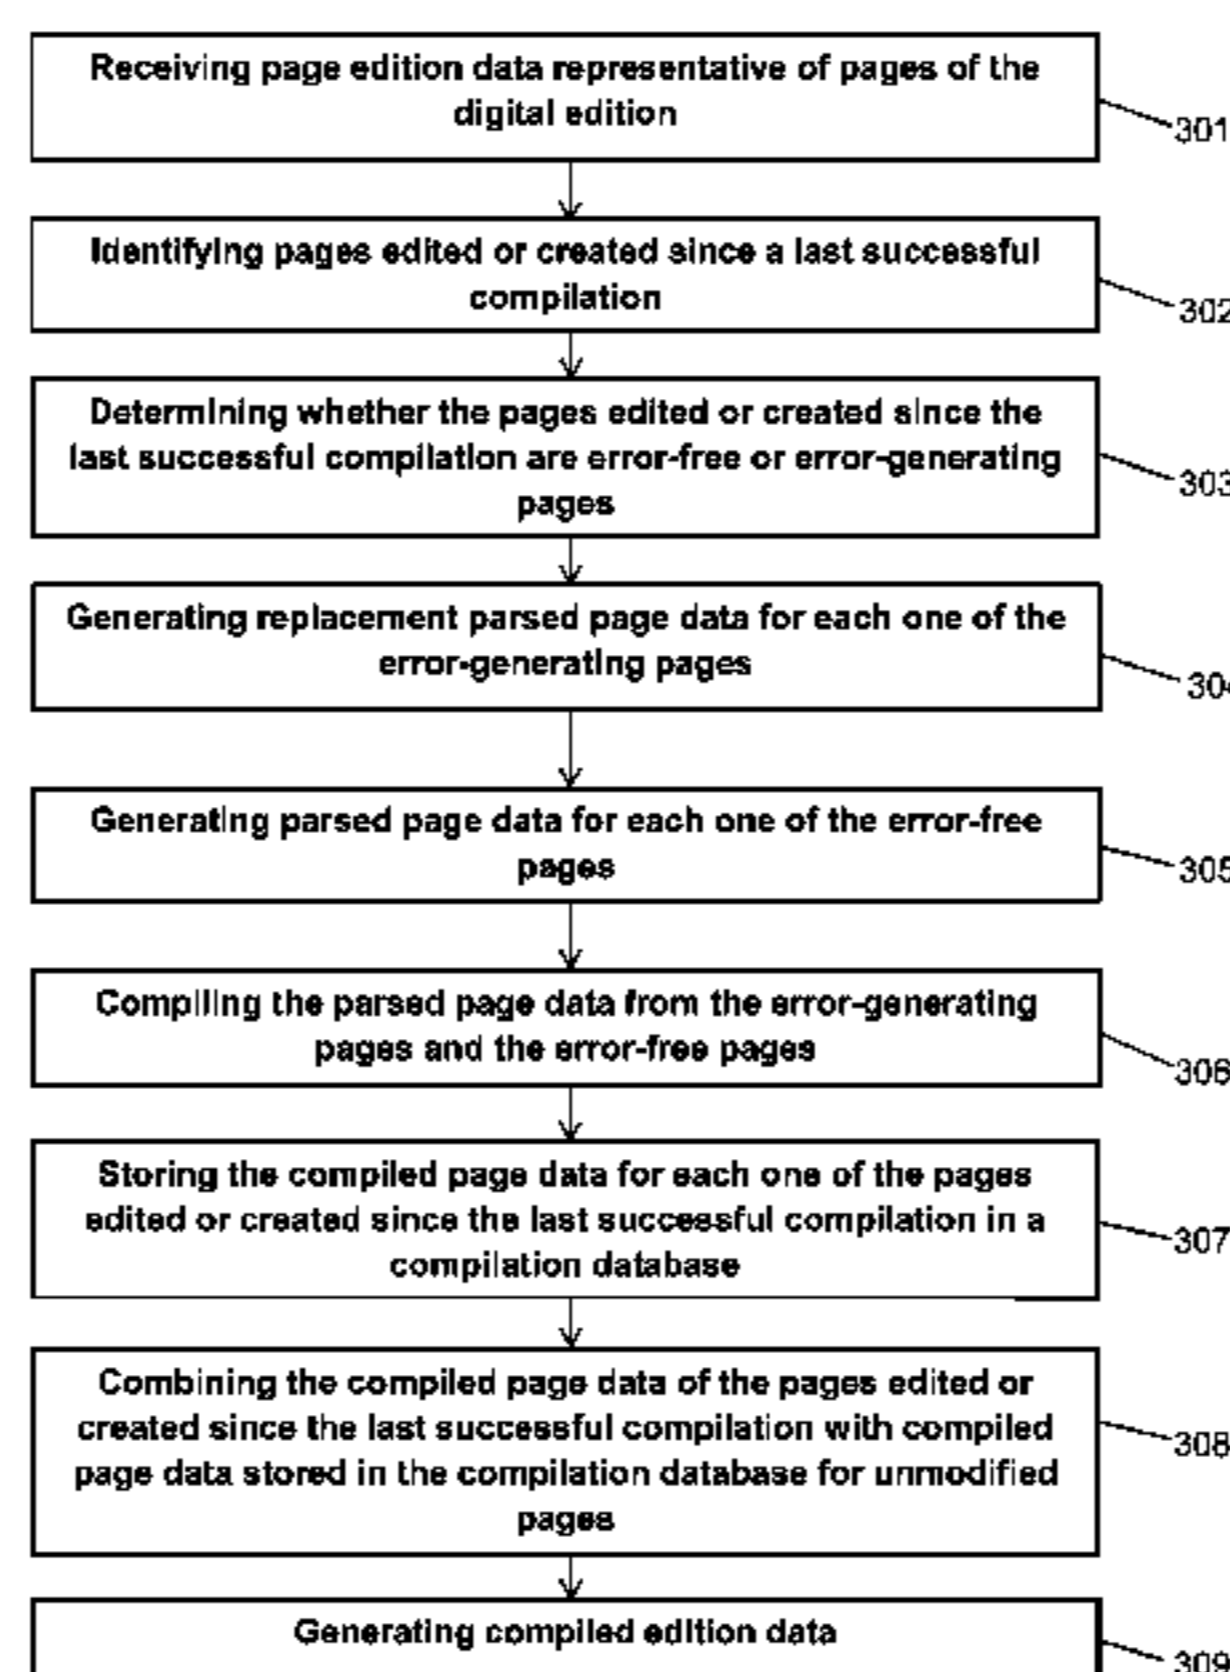 Receiving page edition data representative of pages of the
digital edition
301
Identifying pages edited or created since a last successful
compilation
302
Determining whether the pages edited or created since the
last successful compilation are error-free or error-generating
pages
303
Generating replacement parsed page data for each one of the
error-generating pages
304
Generating parsed page data for each one of the error-free
pages
305
Compiling the parsed page data from the error-generating
pages and the error-free pages
306
Storing the compiled page data for each one of the pages
edited or created since the last successful compilation in a
compilation database
307
Combining the compiled page data of the pages edited or
created since the last successful compilation with compiled
page data stored in the compilation database for unmodified
pages
308
Generating compiled edition data
309